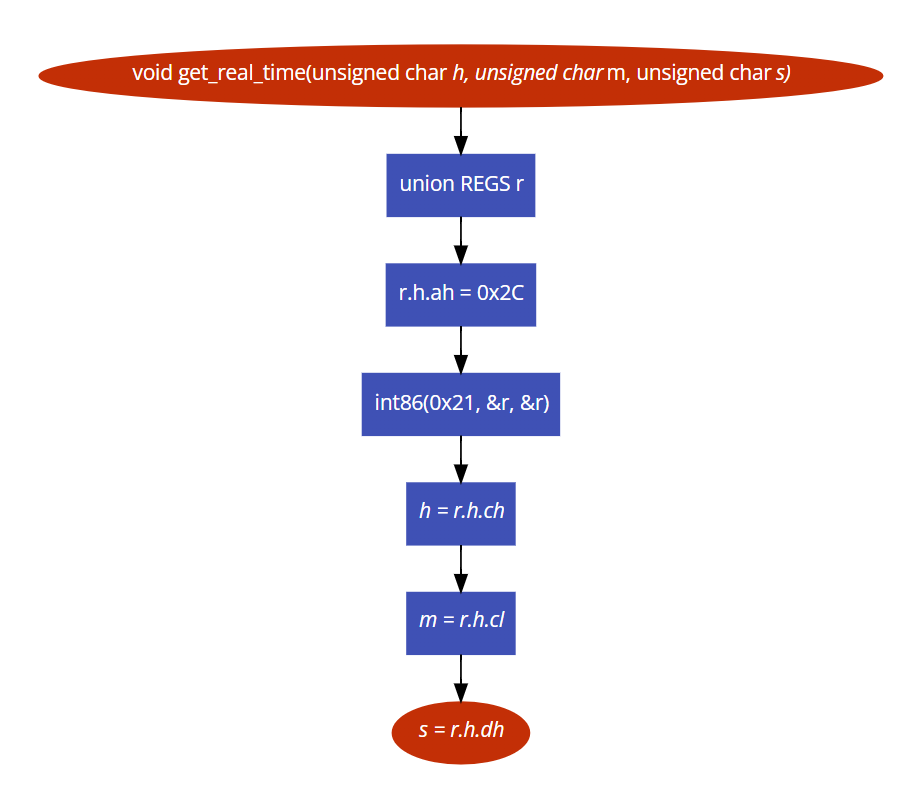 void get_real_time(unsigned char h, unsigned char m, unsigned char s)
union REGS r
r.h.ah = 0x2C
int86(0x21, &r, &r)
h = r.h.ch
m = r.h.cl
s = r.h.dh